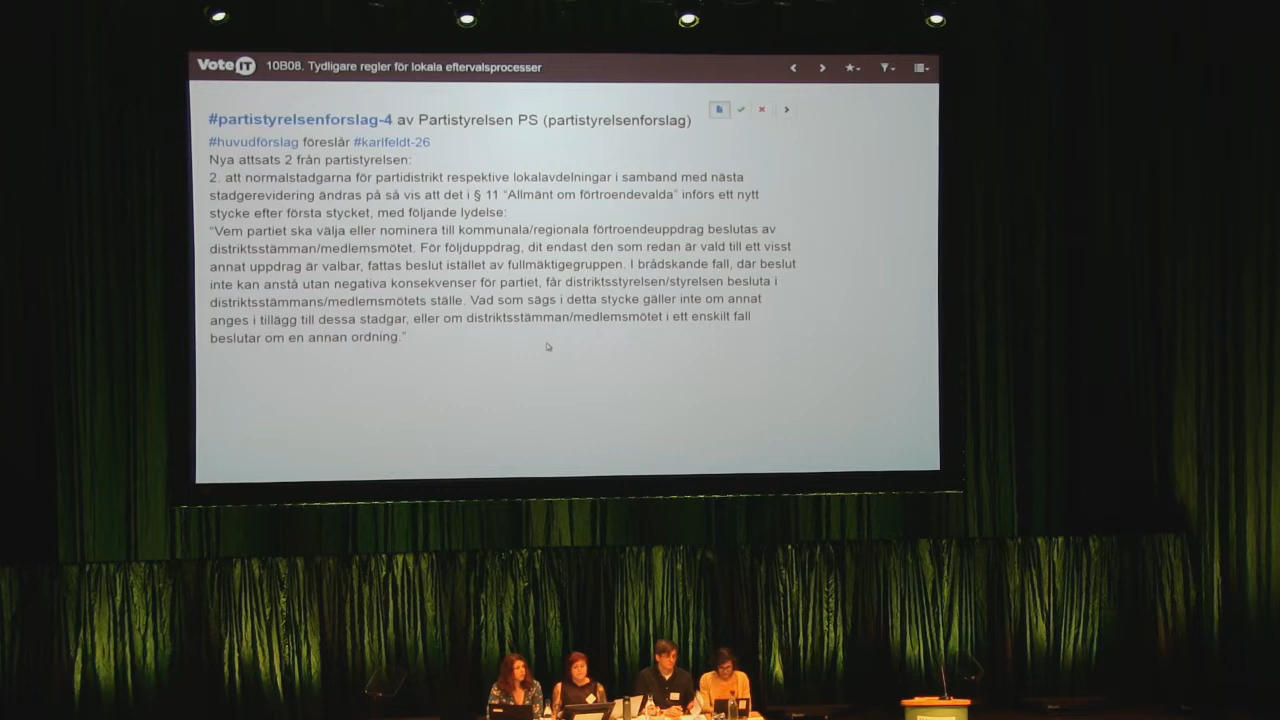 Vote IT 10B08. Tydligare regler för lokala eftervalsprocesser
#partistyrelsenforslag-4 av Partistyrelsen PS (partistyrelsenforslag)
#huvudförslag föreslår #karlfeldt-26
Nya attsats 2 från partistyrelsen:
2. att normalstadgarna för partidistrikt respektive lokalavdelningar i samband med nästa
stadgerevidering ändras på så vis att det i § 11 "Allmänt om förtroendevalda" införs ett nytt
stycke efter första stycket, med följande lydelse:
"Vem partiet ska välja eller nominera till kommunala/regionala förtroendeuppdrag beslutas av
distriktsstämman/medlemsmötet. För följduppdrag, dit endast den som redan är vald till ett visst
annat uppdrag är valbar, fattas beslut istället av fullmäktigegruppen. I brådskande fall, där beslut
inte kan anstå utan negativa konsekvenser för partiet, får distriktsstyrelsen/styrelsen besluta i
distriktsstämmans/medlemsmötets ställe. Vad som sägs i detta stycke gäller inte om annat
anges i tillägg till dessa stadgar, eller om distriktsstämman/medlemsmötet i ett enskilt fall
beslutar om en annan ordning."